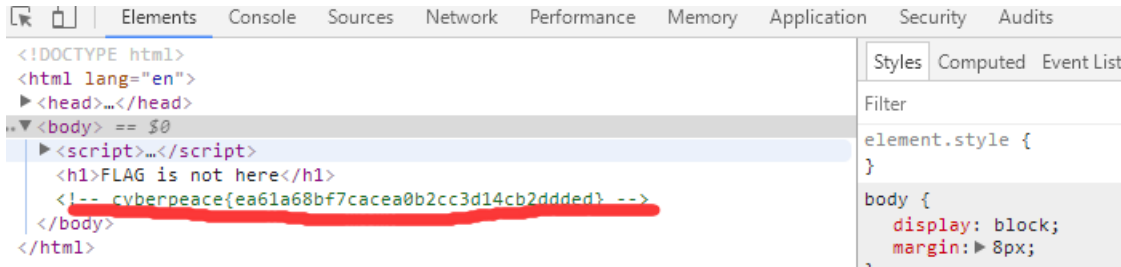 Elements Console Sources Network Performance Memory Application Security Audits
<!DOCTYPE html>
<html lang="en">
▶<head>…</head>
..▼<body> == $0
▶<script>…</script>
<h1>FLAG is not here</h1>
<!-- cyberpeace{ea61a68bf7cacea0b2cc3d14cb2ddded} -->
</body>
</html>
Styles Computed Event List
Filter
element.style {
}
body {
display: block;
margin:▶ 8px;